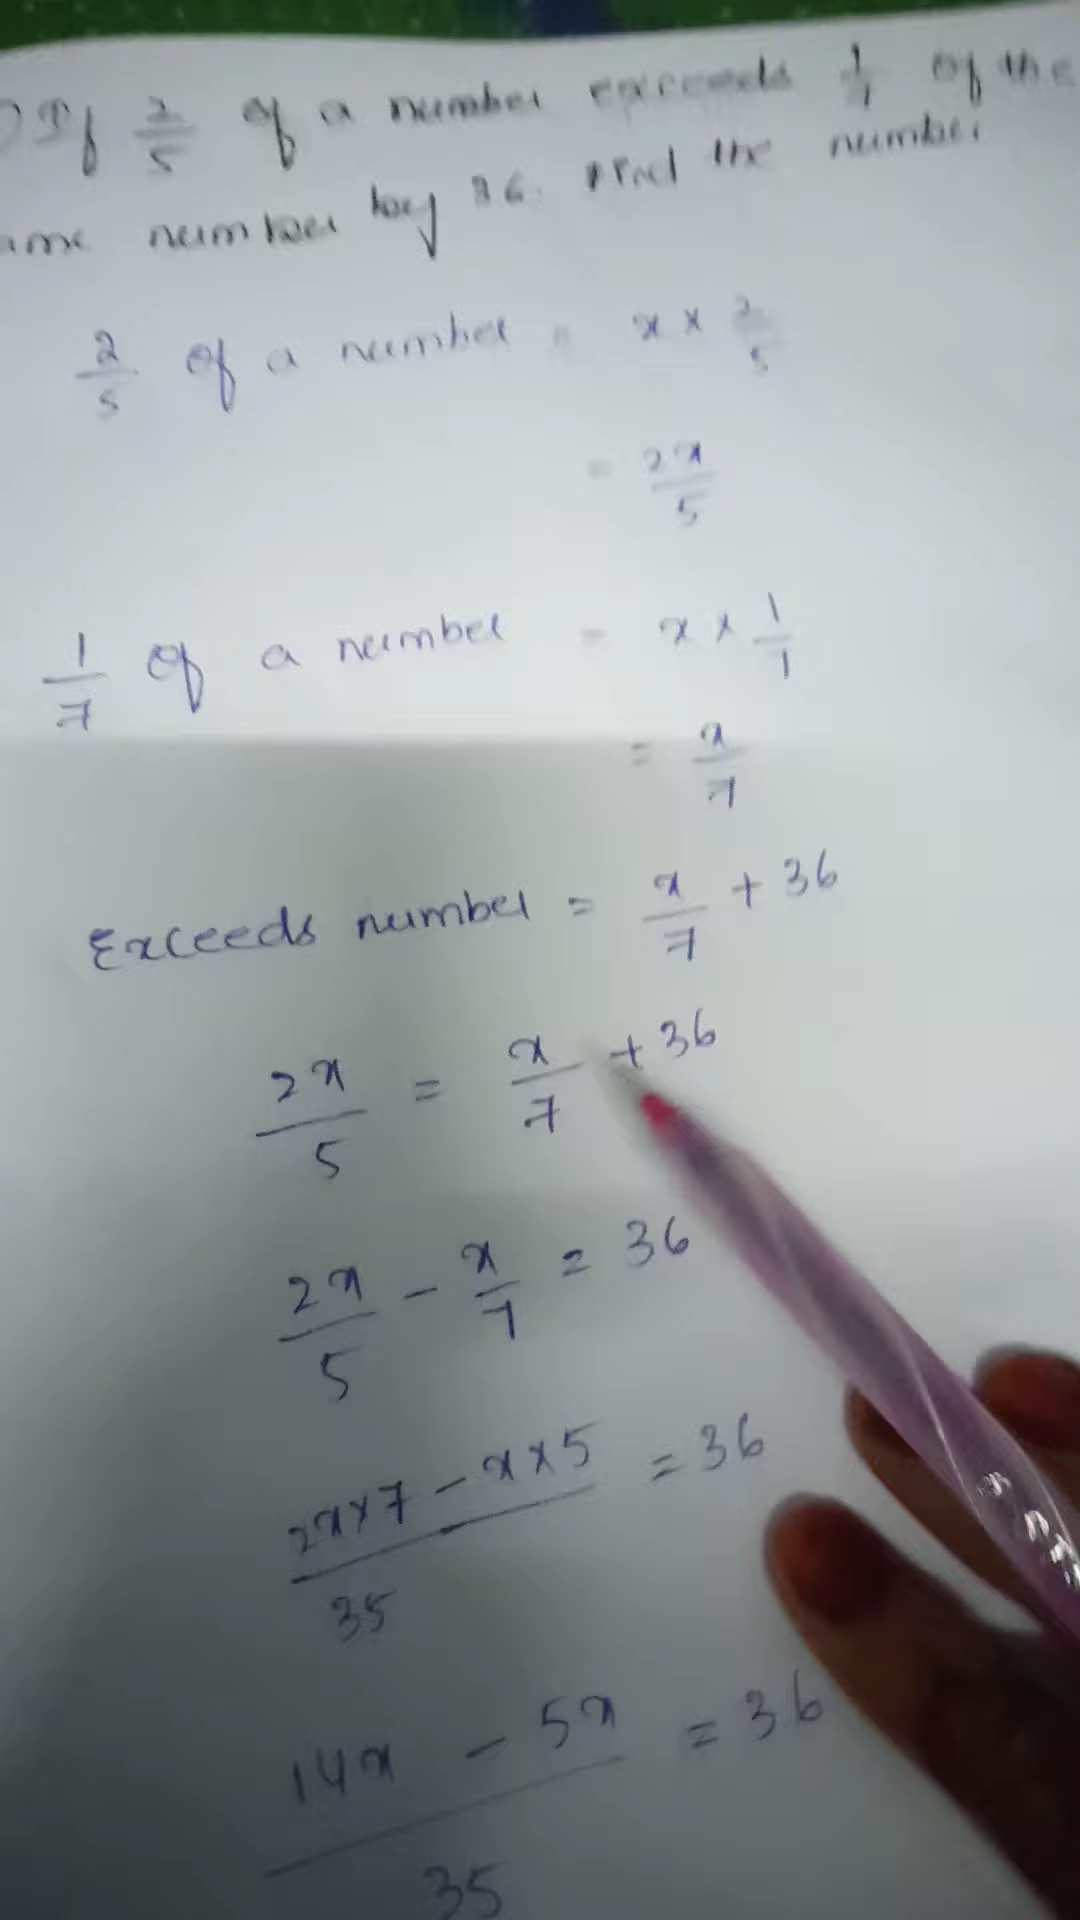 If 2/5 of a number exceeds 1/7 of the
number by 36. Find the number
2/5 of a number = x × 2/5
= 2x/5
1/7 of a number = x × 1/7
= x/7
Exceeds number = x/7 + 36
2x/5 = x/7 + 36
2x/5 - x/7 = 36
2x×7 - x×5/35 = 36
14x - 5x/35 = 36